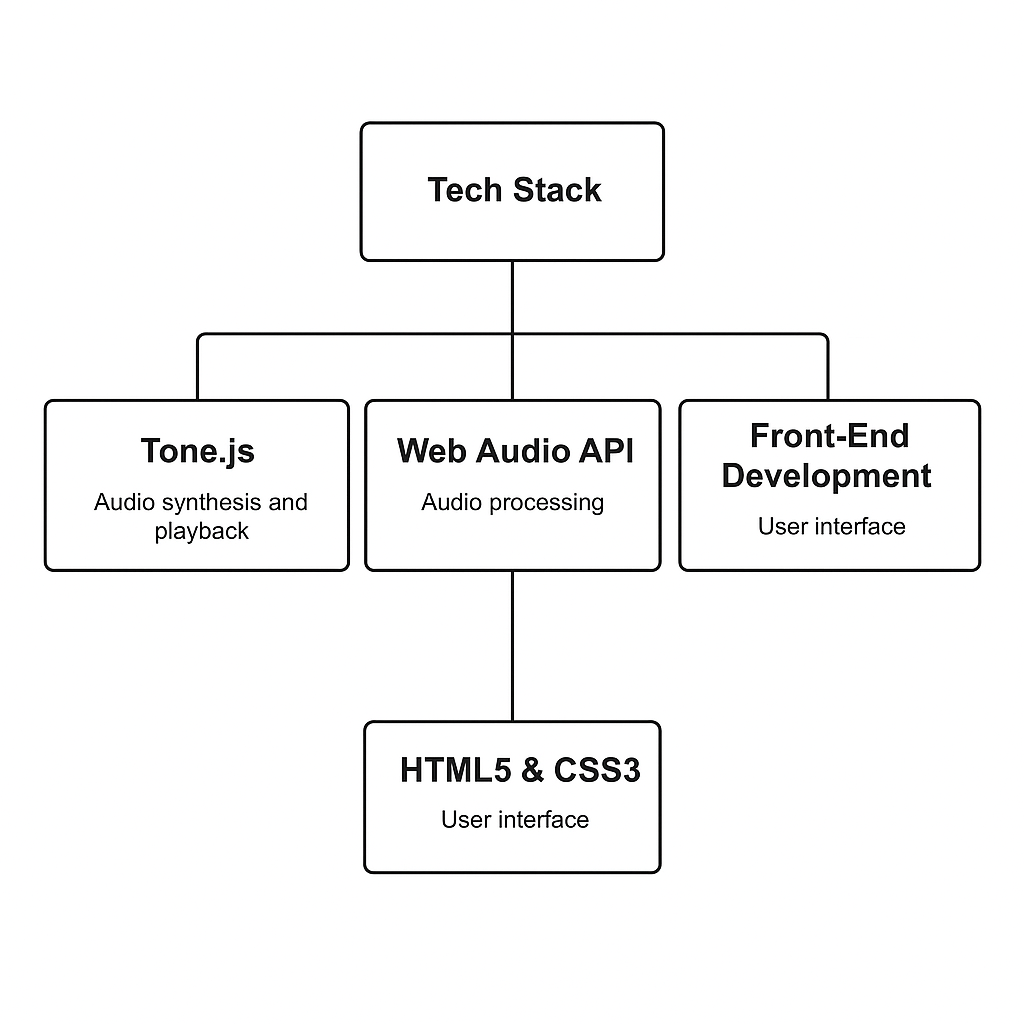 Tech Stack
Tone.js
Audio synthesis and
playback
Web Audio API
Audio processing
Front-End
Development
User interface
HTML5 & CSS3
User interface